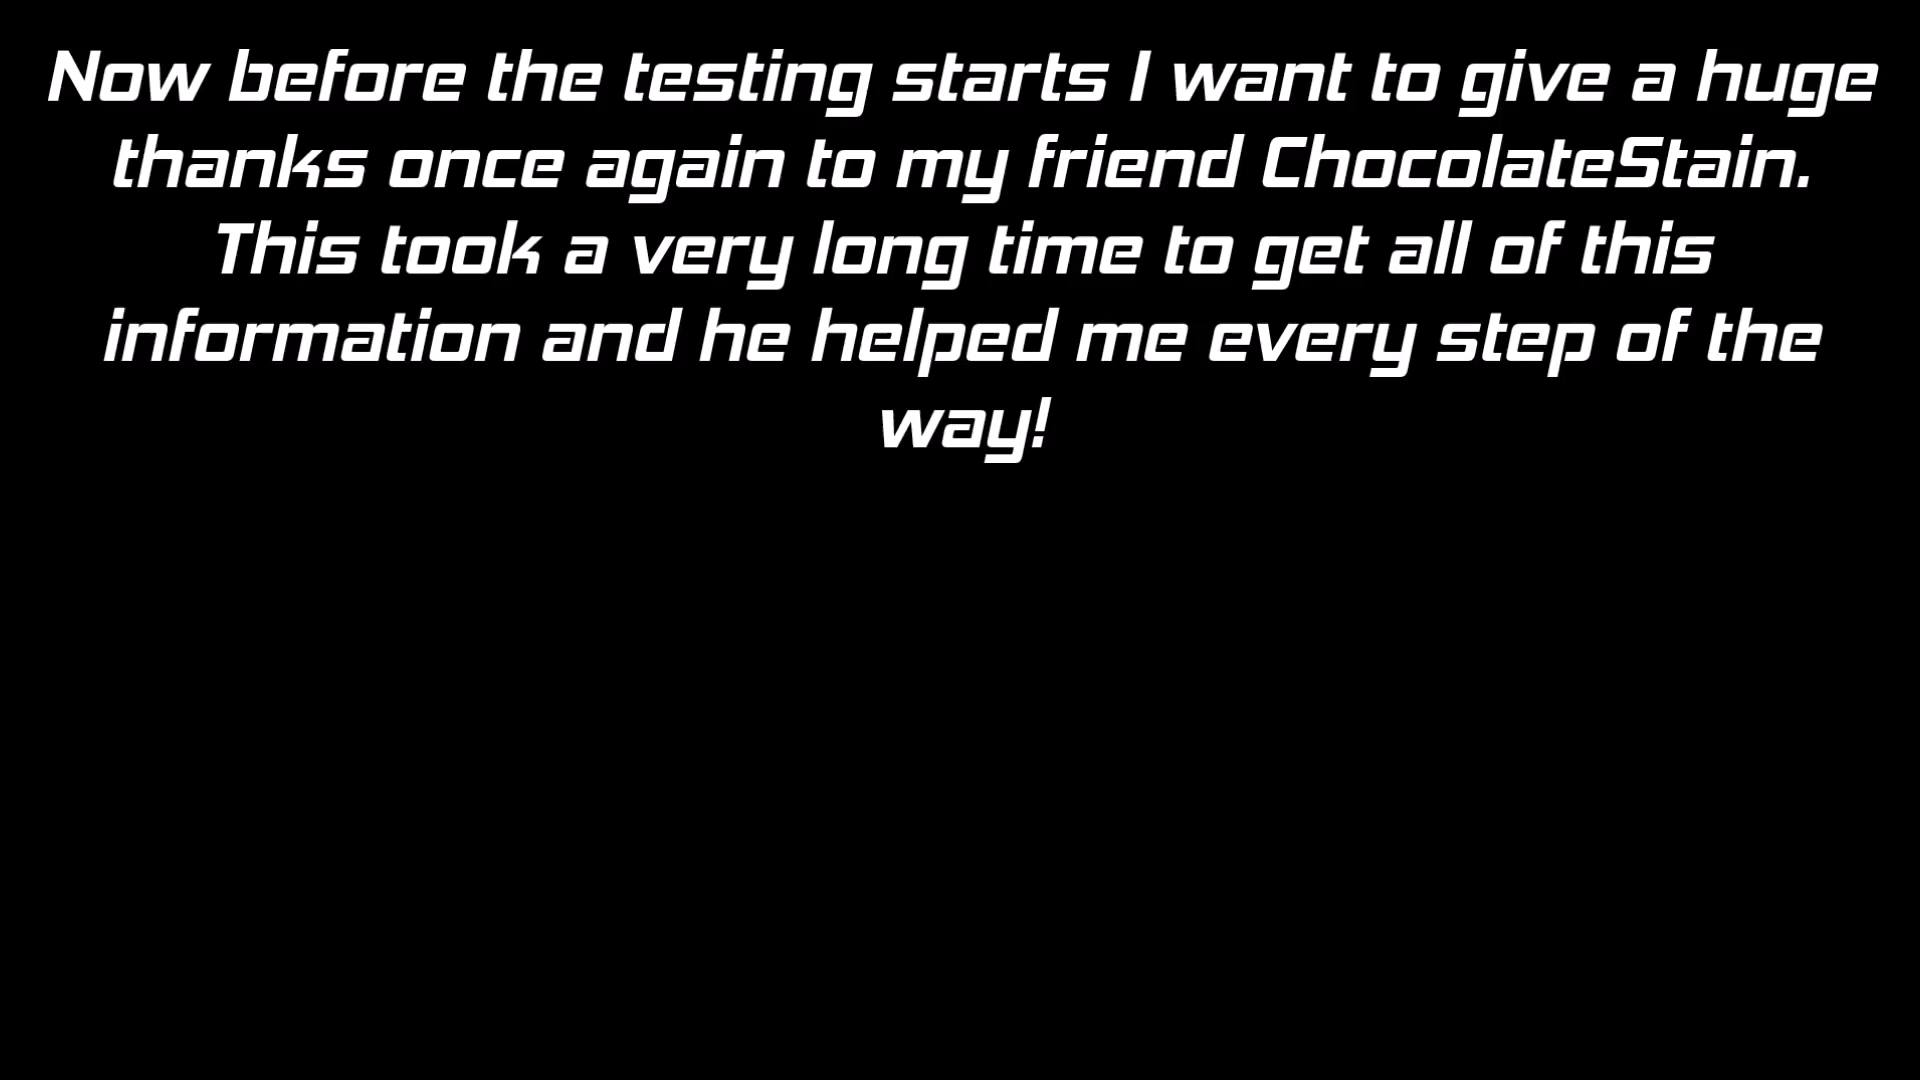 Now before the testing starts I want to give a huge
thanks once again to my friend ChocolateStain.
This took a very long time to get all of this
information and he helped me every step of the
way!